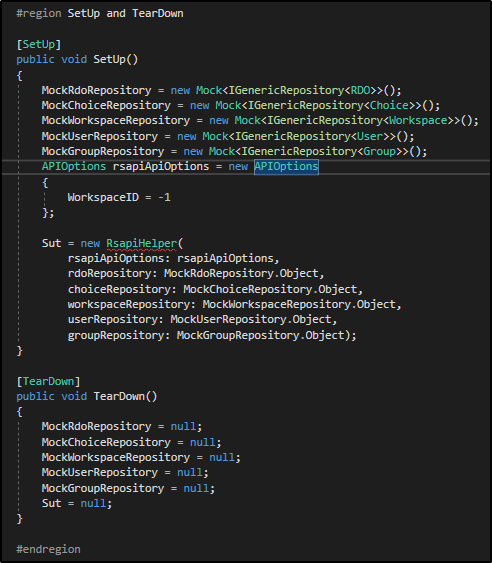 #region SetUp and TearDown
[SetUp]
public void SetUp()
{
MockRdoRepository = new Mock<IGenericRepository<RDO>>();
MockChoiceRepository = new Mock<IGenericRepository<Choice>>();
MockWorkspaceRepository = new Mock<IGenericRepository<Workspace>>();
MockUserRepository = new Mock<IGenericRepository<User>>();
MockGroupRepository = new Mock<IGenericRepository<Group>>();
APIOptions rsapiApiOptions = new APIOptions
{
WorkspaceID = -1
};
Sut = new RsapiHelper(
rsapiApiOptions: rsapiApiOptions,
rdoRepository: MockRdoRepository.Object,
choiceRepository: MockChoiceRepository.Object,
workspaceRepository: MockWorkspaceRepository.Object,
userRepository: MockUserRepository.Object,
groupRepository: MockGroupRepository.Object);
}
[TearDown]
public void TearDown()
{
MockRdoRepository = null;
MockChoiceRepository = null;
MockWorkspaceRepository = null;
MockUserRepository = null;
MockGroupRepository = null;
Sut = null;
}
#endregion